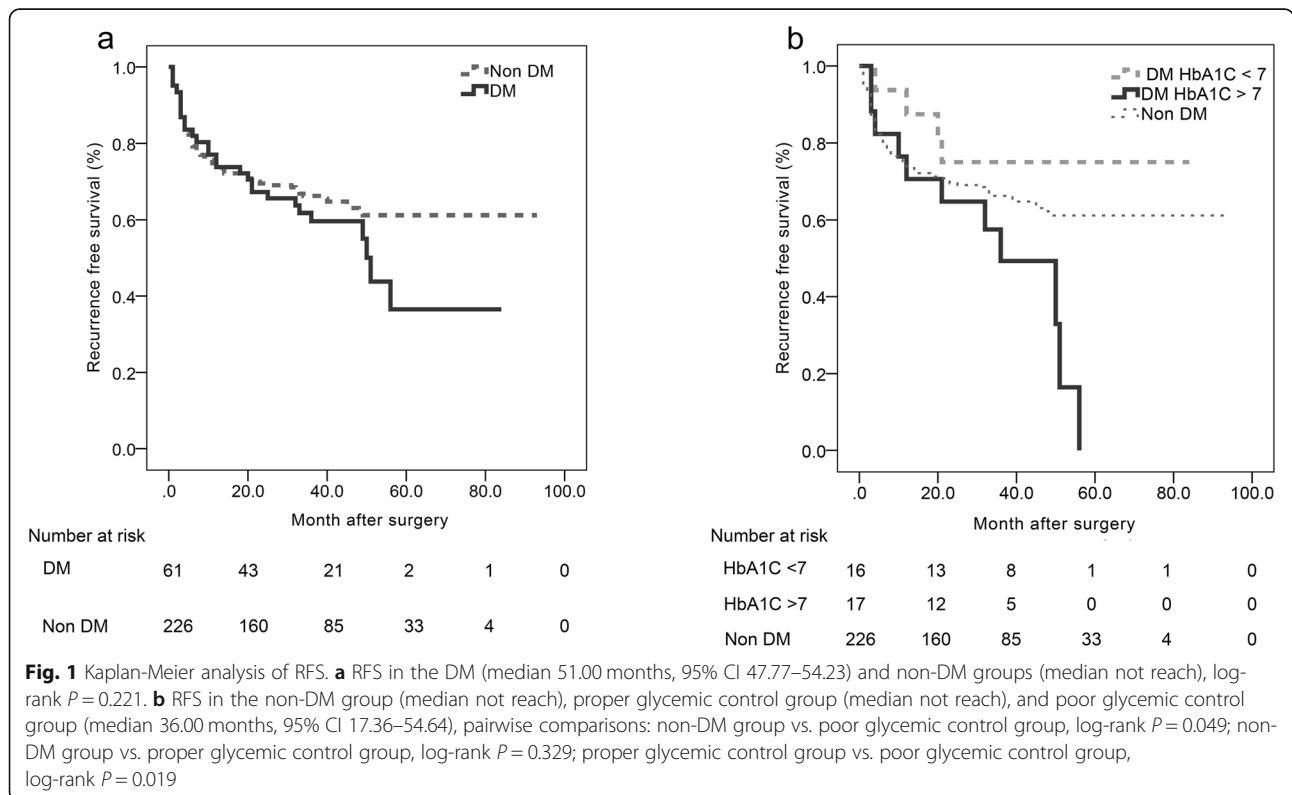 a
Non DM
DM
Recurrence free survival (%)
1.0
0.8
0.6
0.4
0.2
0.0
.0 20.0 40.0 60.0 80.0 100.0
Month after surgery
Number at risk
DM 61 43 21 2 1 0
Non DM 226 160 85 33 4 0
b
DM HbA1C < 7
DM HbA1C > 7
Non DM
Recurrence free survival (%)
1.0
0.8
0.6
0.4
0.2
0.0
.0 20.0 40.0 60.0 80.0 100.0
Month after surgery
Number at risk
HbA1C <7 16 13 8 1 1 0
HbA1C >7 17 12 5 0 0 0
Non DM 226 160 85 33 4 0
Fig. 1 Kaplan-Meier analysis of RFS. a RFS in the DM (median 51.00 months, 95% CI 47.77–54.23) and non-DM groups (median not reach), log-
rank P = 0.221. b RFS in the non-DM group (median not reach), proper glycemic control group (median not reach), and poor glycemic control
group (median 36.00 months, 95% CI 17.36–54.64), pairwise comparisons: non-DM group vs. poor glycemic control group, log-rank P = 0.049; non-
DM group vs. proper glycemic control group, log-rank P = 0.329; proper glycemic control group vs. poor glycemic control group,
log-rank P = 0.019